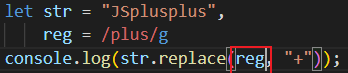 let str = "JSplusplus",
reg = /plus/g
console.log(str.replace(reg, "+"));